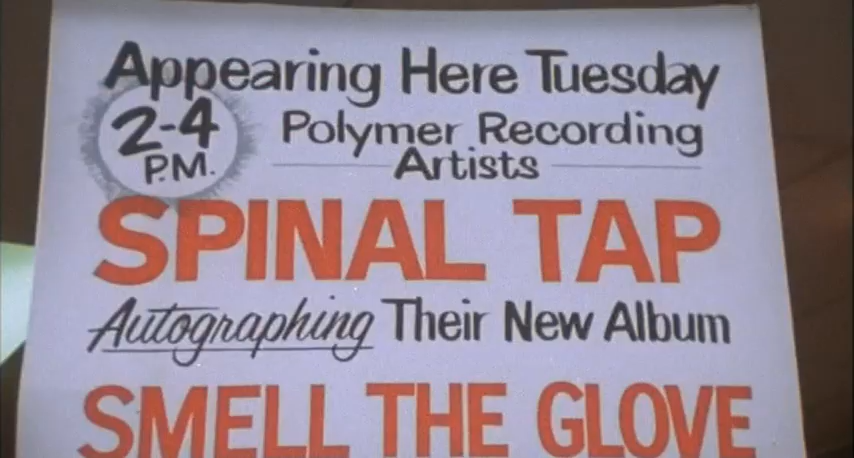 Appearing Here Tuesday
2-4
P.M.
Polymer Recording
Artists
SPINAL TAP
Autographing Their New Album
SMELL THE GLOVE